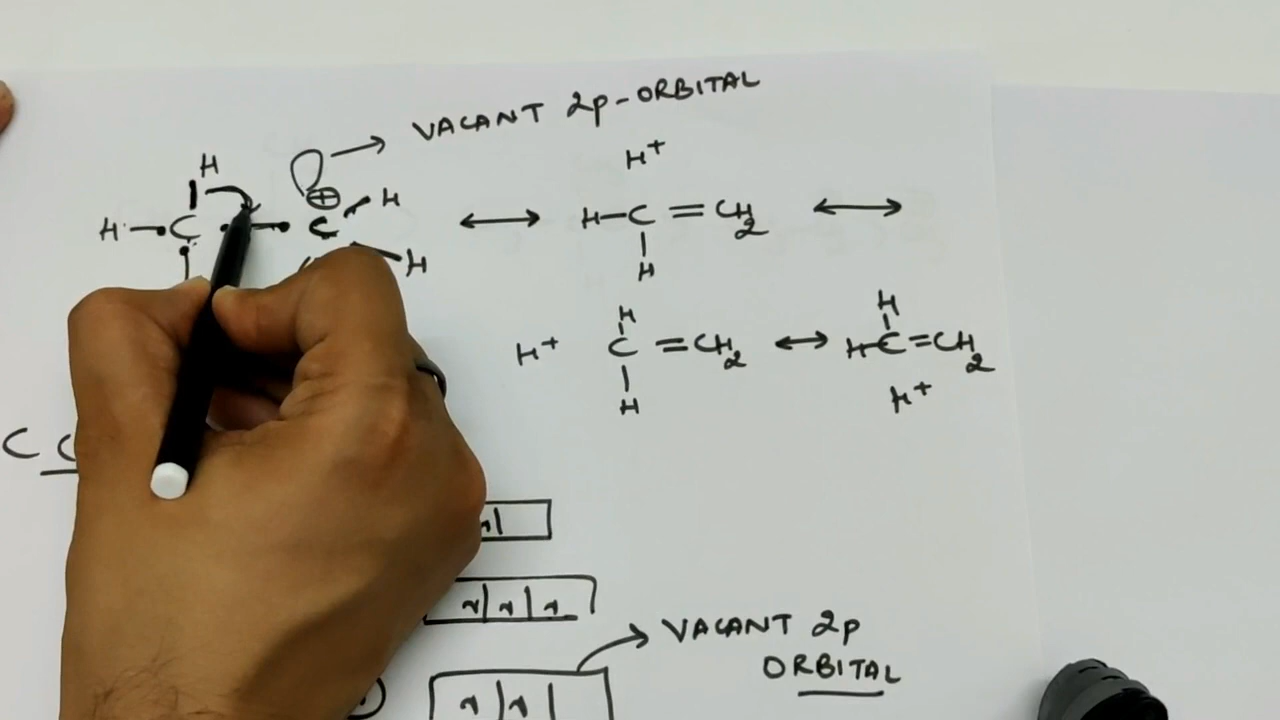 VACANT 2p-ORBITAL
H H⁺
H C ⊕ C H ↔ H-C=CH₂ ↔
H H
H H
H⁺ C=CH₂ ↔ H-C=CH₂
H H⁺
C
VACANT 2p
ORBITAL